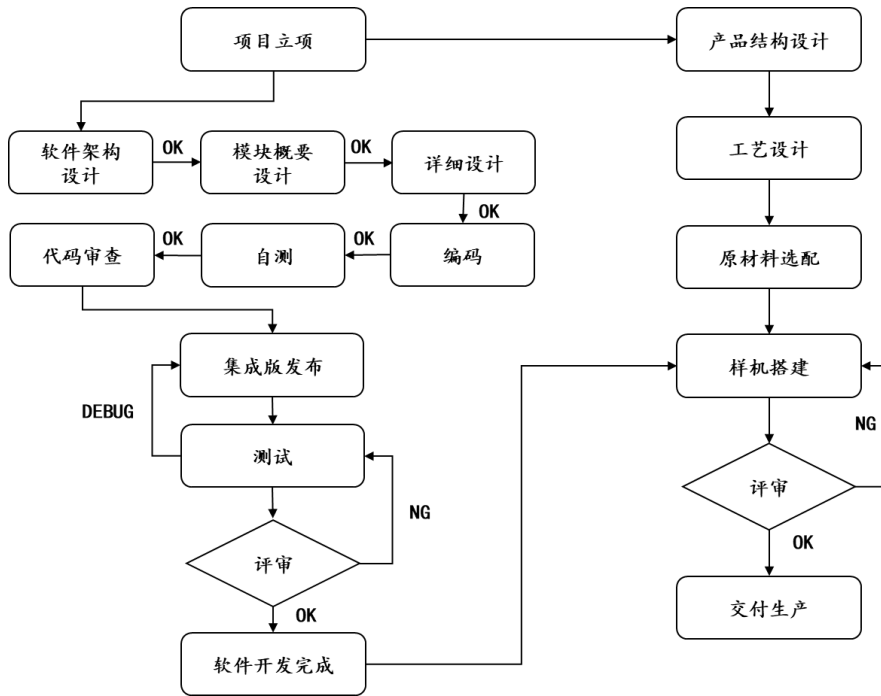 项目立项
产品结构设计
软件架构
设计
OK
模块概要
设计
OK
详细设计
工艺设计
OK
代码审查
OK
自测
OK
编码
原材料选配
集成版发布
样机搭建
DEBUG
NG
测试
评审
NG
评审
OK
OK
交付生产
软件开发完成